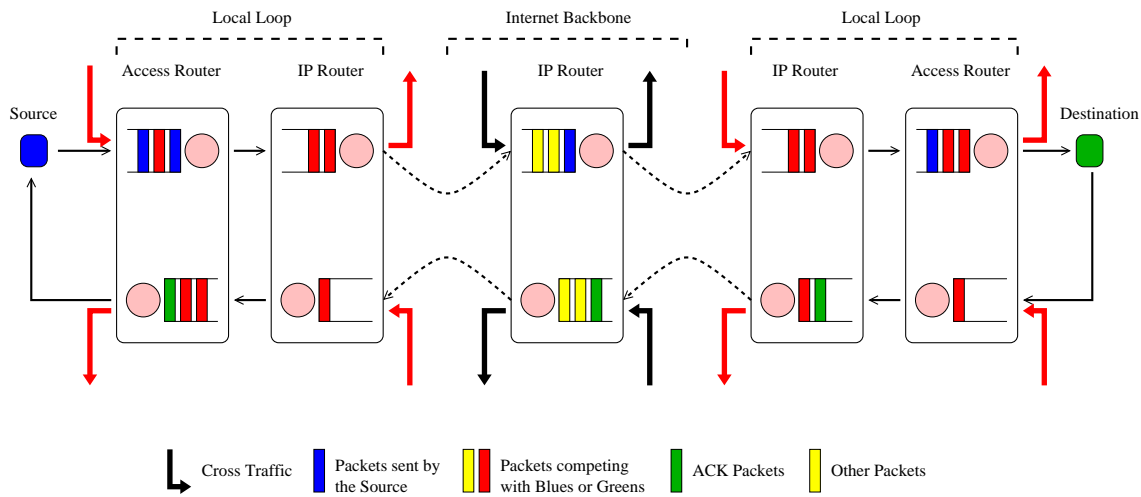 Local Loop
Internet Backbone
Local Loop
Access Router
IP Router
IP Router
IP Router
Access Router
Source
Destination
Cross Traffic
Packets sent by
the Source
Packets competing
with Blues or Greens
ACK Packets
Other Packets